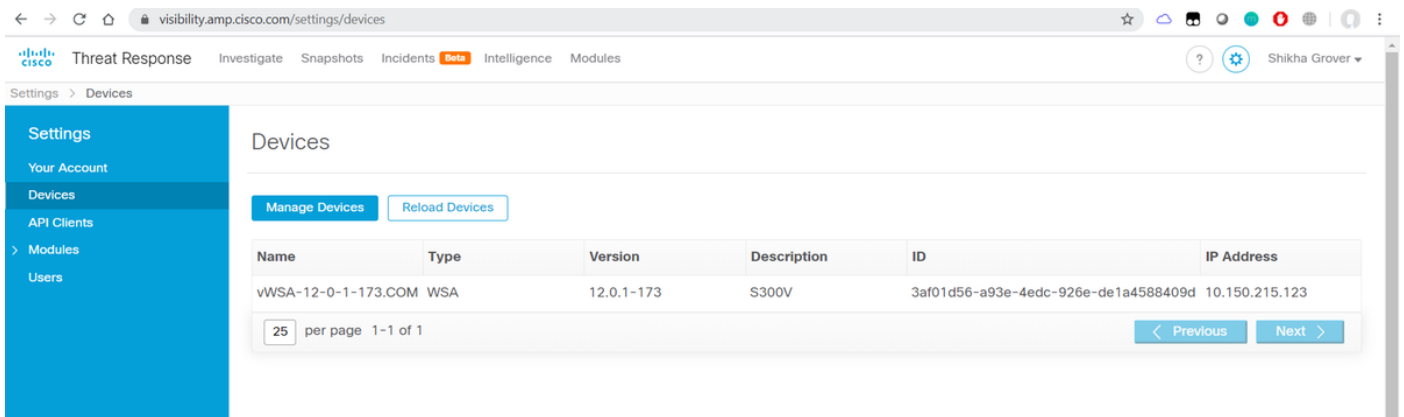 visibility.amp.cisco.com/settings/devices
cisco Threat Response Investigate Snapshots Incidents Beta Intelligence Modules ? Shikha Grover
Settings > Devices
Settings
Your Account
Devices
API Clients
> Modules
Users
Devices
Manage Devices Reload Devices
Name Type Version Description ID IP Address
vWSA-12-0-1-173.COM WSA 12.0.1-173 S300V 3af01d56-a93e-4edc-926e-de1a4588409d 10.150.215.123
25 per page 1-1 of 1 < Previous Next >